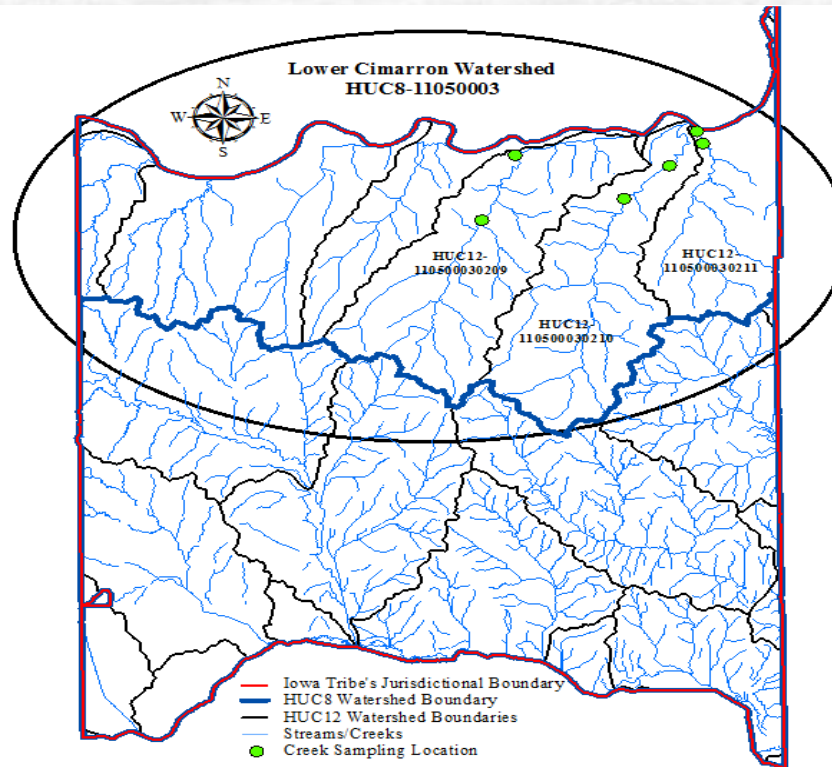 Lower Cimarron Watershed
HUC8-11050003
N
W
E
S
HUC12-
110500030209
HUC12-
110500030211
HUC12-
110500030210
Iowa Tribe's Jurisdictional Boundary
HUC8 Watershed Boundary
HUC12 Watershed Boundaries
Streams/Creeks
Creek Sampling Location